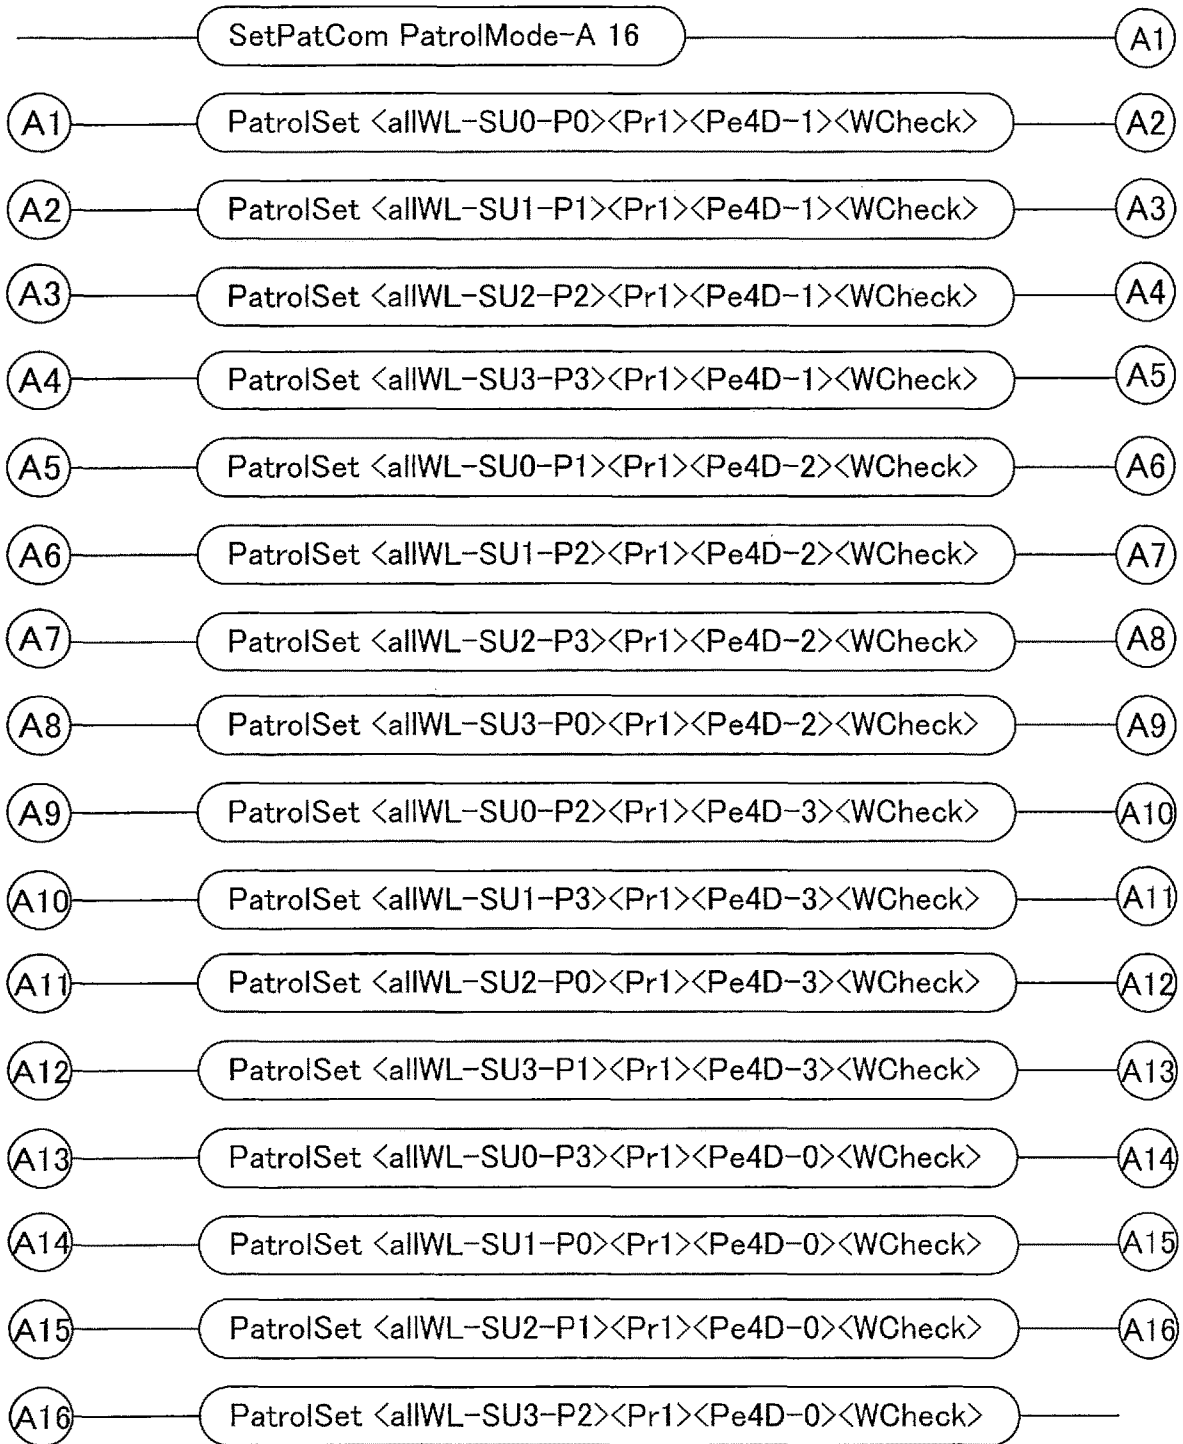 SetPatCom PatrolMode-A 16 A1
A1 PatrolSet <allWL-SU0-P0><Pr1><Pe4D-1><WCheck> A2
A2 PatrolSet <allWL-SU1-P1><Pr1><Pe4D-1><WCheck> A3
A3 PatrolSet <allWL-SU2-P2><Pr1><Pe4D-1><WCheck> A4
A4 PatrolSet <allWL-SU3-P3><Pr1><Pe4D-1><WCheck> A5
A5 PatrolSet <allWL-SU0-P1><Pr1><Pe4D-2><WCheck> A6
A6 PatrolSet <allWL-SU1-P2><Pr1><Pe4D-2><WCheck> A7
A7 PatrolSet <allWL-SU2-P3><Pr1><Pe4D-2><WCheck> A8
A8 PatrolSet <allWL-SU3-P0><Pr1><Pe4D-2><WCheck> A9
A9 PatrolSet <allWL-SU0-P2><Pr1><Pe4D-3><WCheck> A10
A10 PatrolSet <allWL-SU1-P3><Pr1><Pe4D-3><WCheck> A11
A11 PatrolSet <allWL-SU2-P0><Pr1><Pe4D-3><WCheck> A12
A12 PatrolSet <allWL-SU3-P1><Pr1><Pe4D-3><WCheck> A13
A13 PatrolSet <allWL-SU0-P3><Pr1><Pe4D-0><WCheck> A14
A14 PatrolSet <allWL-SU1-P0><Pr1><Pe4D-0><WCheck> A15
A15 PatrolSet <allWL-SU2-P1><Pr1><Pe4D-0><WCheck> A16
A16 PatrolSet <allWL-SU3-P2><Pr1><Pe4D-0><WCheck>